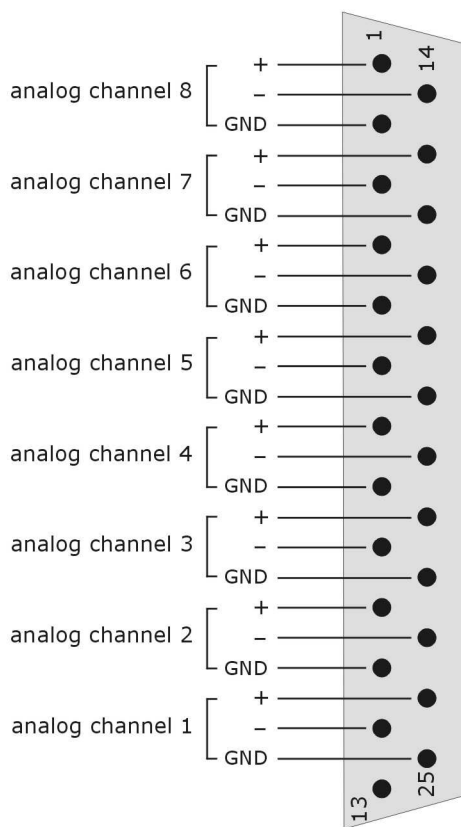 1
14
+
analog channel 8
–
GND
+
analog channel 7
–
GND
+
analog channel 6
–
GND
+
analog channel 5
–
GND
+
analog channel 4
–
GND
+
analog channel 3
–
GND
+
analog channel 2
–
GND
+
analog channel 1
–
GND
25
13